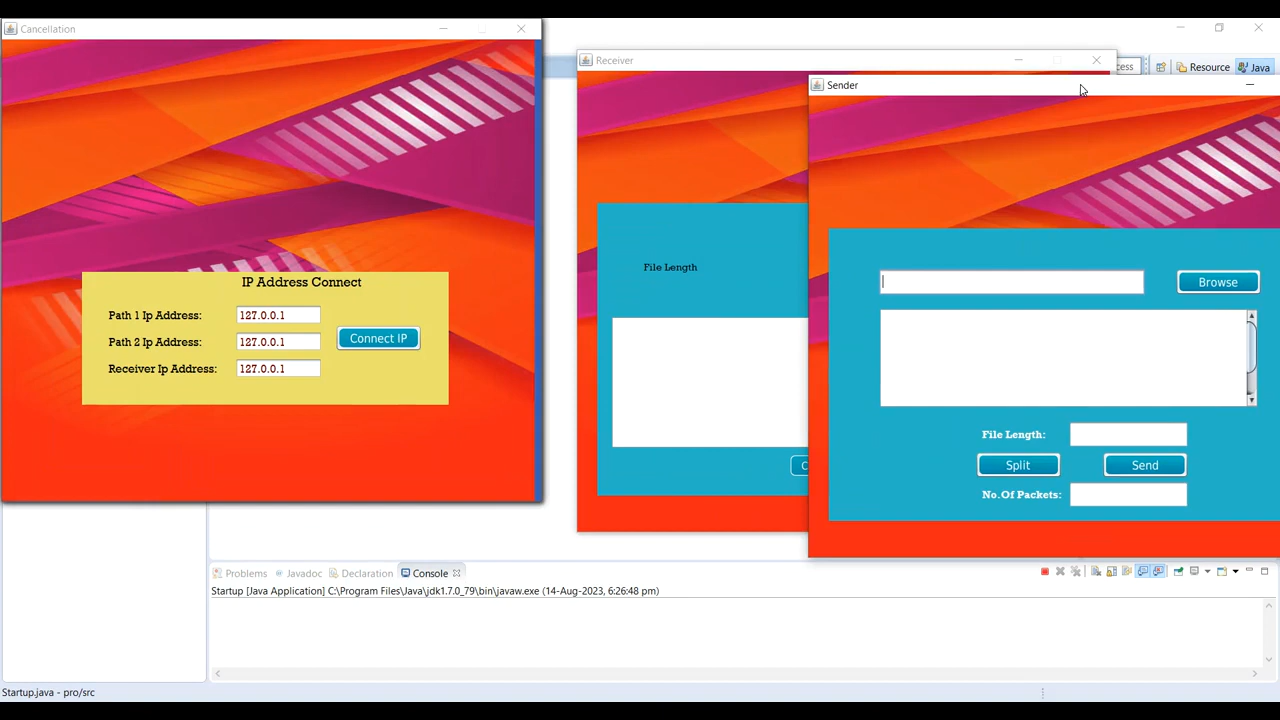 Cancellation
IP Address Connect
Path 1 Ip Address:
127.0.0.1
Path 2 Ip Address:
127.0.0.1
Connect IP
Receiver Ip Address:
127.0.0.1
Receiver
File Length
Sender
Browse
File Length:
Split
Send
No.Of Packets:
Resource
Java
Problems
Javadoc
Declaration
Console
Startup [Java Application] C:\Program Files\Java\jdk1.7.0_79\bin\javaw.exe (14-Aug-2023, 6:26:48 pm)
Startup.java - pro/src